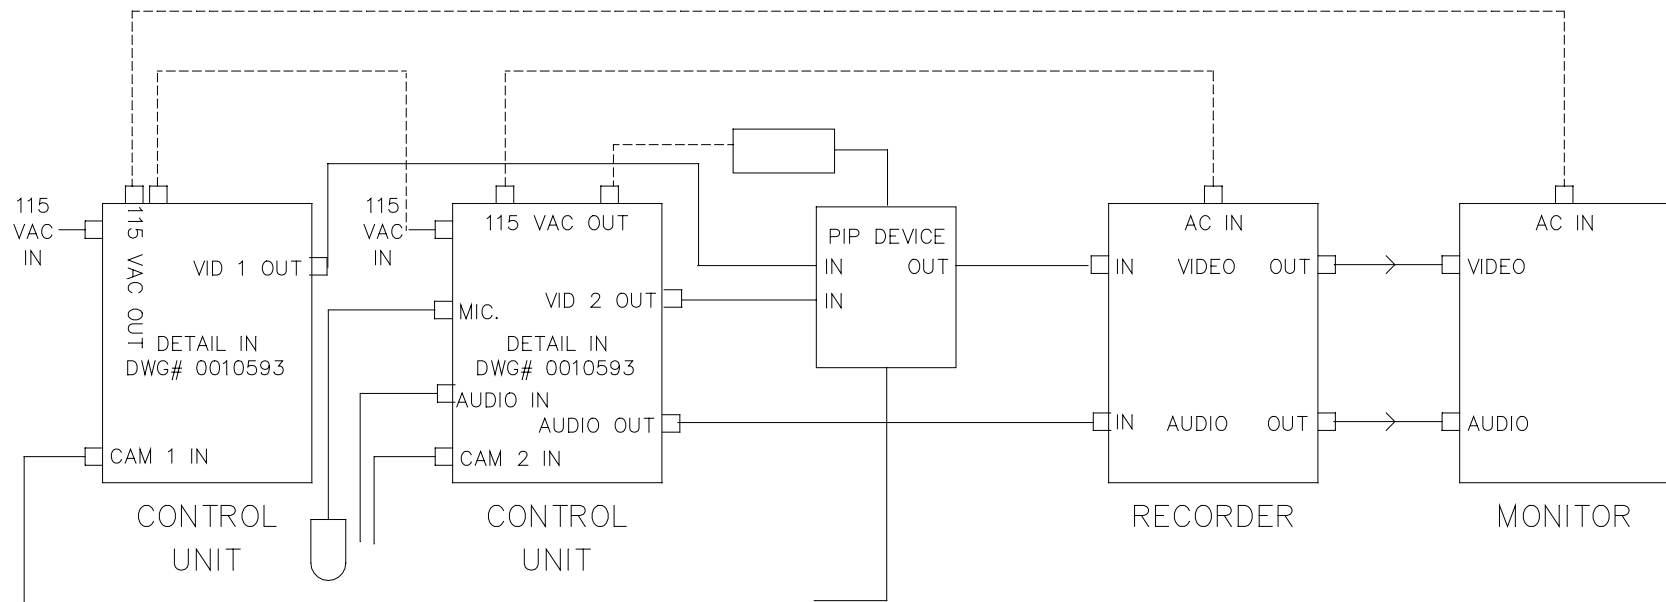 115
VAC
IN
115 VAC OUT
VID 1 OUT
DETAIL IN
DWG# 0010593
CAM 1 IN
CONTROL
UNIT
115
VAC
IN
115 VAC OUT
VID 2 OUT
MIC.
DETAIL IN
DWG# 0010593
AUDIO IN
AUDIO OUT
CAM 2 IN
CONTROL
UNIT
PIP DEVICE
IN OUT
IN
AC IN
IN VIDEO OUT
IN AUDIO OUT
RECORDER
AC IN
VIDEO
AUDIO
MONITOR